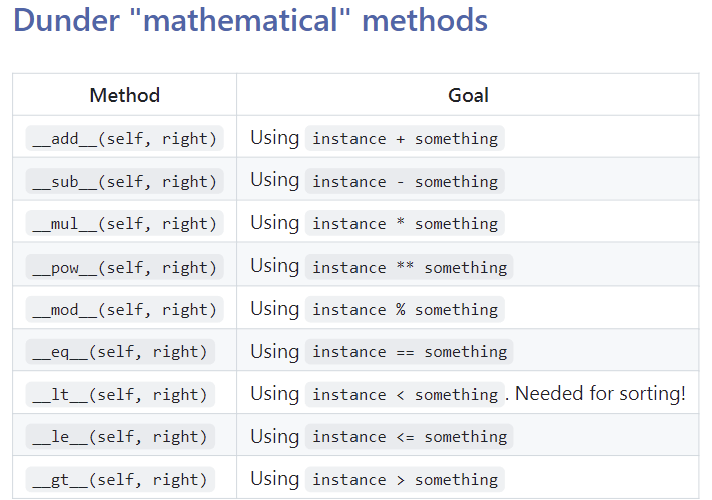 Dunder "mathematical" methods
Method Goal
__add__(self, right) Using instance + something
__sub__(self, right) Using instance - something
__mul__(self, right) Using instance * something
__pow__(self, right) Using instance ** something
__mod__(self, right) Using instance % something
__eq__(self, right) Using instance == something
__lt__(self, right) Using instance < something. Needed for sorting!
__le__(self, right) Using instance <= something
__gt__(self, right) Using instance > something